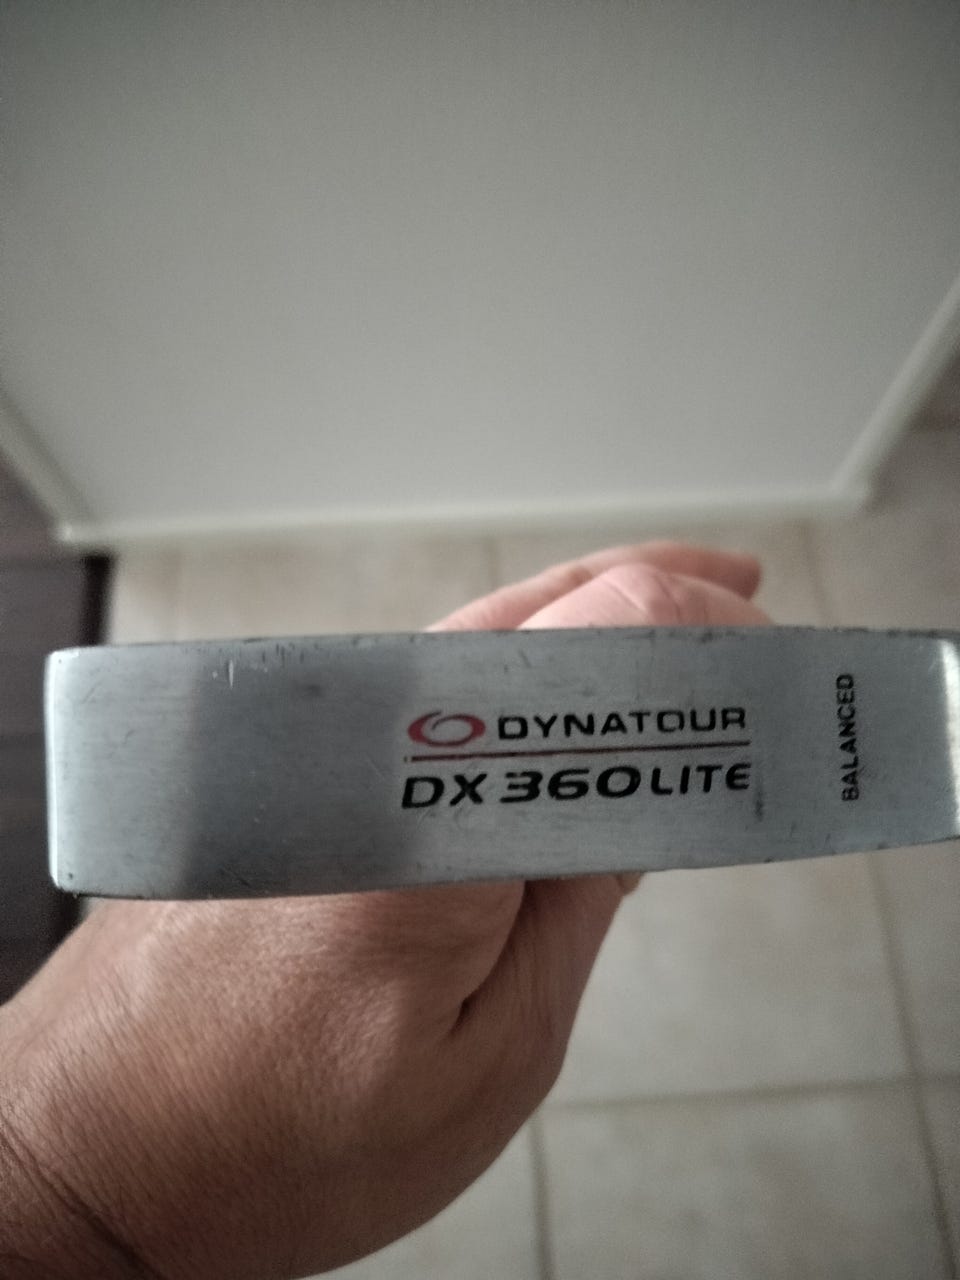 DYNATOUR
DX 360 LITE
BALANCED